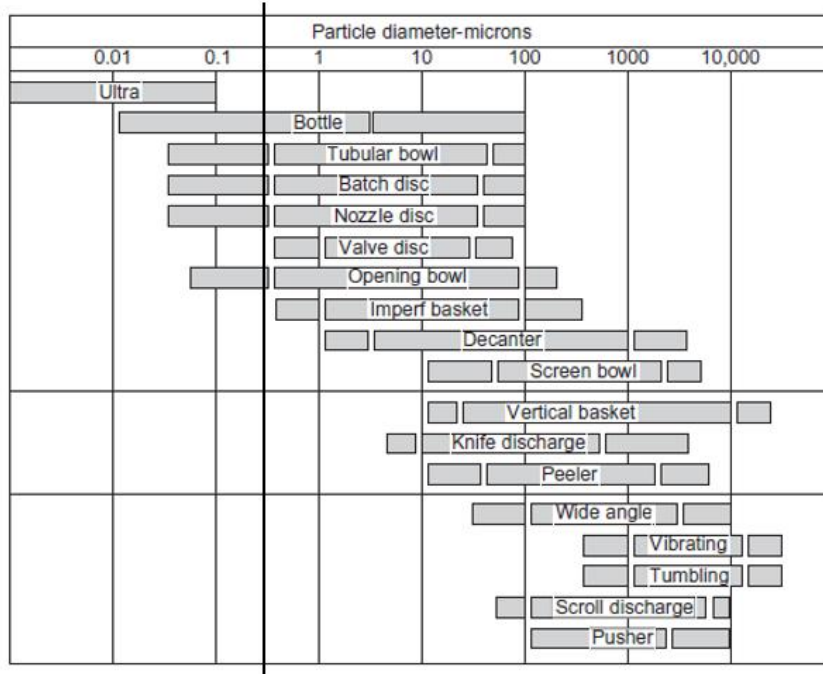 Particle diameter-microns
0.01 0.1 1 10 100 1000 10,000
Ultra
Bottle
Tubular bowl
Batch disc
Nozzle disc
Valve disc
Opening bowl
Imperf basket
Decanter
Screen bowl
Vertical basket
Knife discharge
Peeler
Wide angle
Vibrating
Tumbling
Scroll discharge
Pusher